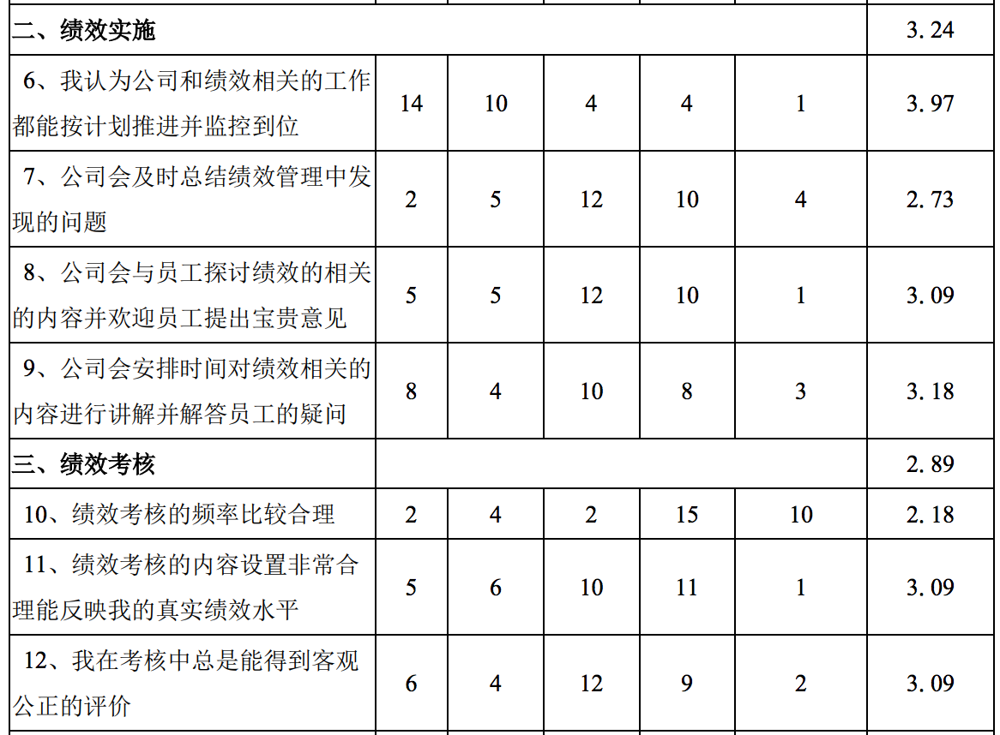 二、绩效实施 3.24
6、我认为公司和绩效相关的工作
都能按计划推进并监控到位
14 10 4 4 1 3.97
7、公司会及时总结绩效管理中发
现的问题
2 5 12 10 4 2.73
8、公司会与员工探讨绩效的相关
的内容并欢迎员工提出宝贵意见
5 5 12 10 1 3.09
9、公司会安排时间对绩效相关的
内容进行讲解并解答员工的疑问
8 4 10 8 3 3.18
三、绩效考核 2.89
10、绩效考核的频率比较合理 2 4 2 15 10 2.18
11、绩效考核的内容设置非常合
理能反映我的真实绩效水平
5 6 10 11 1 3.09
12、我在考核中总是能得到客观
公正的评价
6 4 12 9 2 3.09